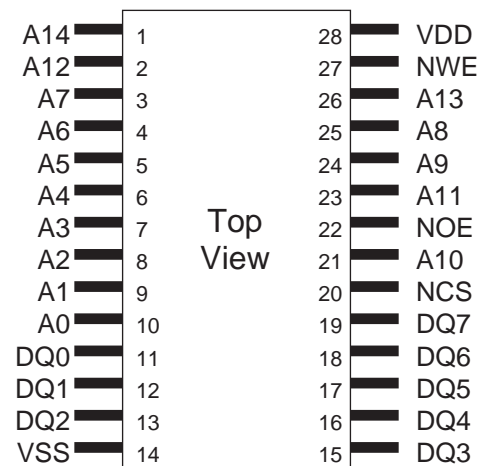 A14 1 28 VDD
A12 2 27 NWE
A7 3 26 A13
A6 4 25 A8
A5 5 24 A9
A4 6 23 A11
A3 7 Top 22 NOE
A2 8 View 21 A10
A1 9 20 NCS
A0 10 19 DQ7
DQ0 11 18 DQ6
DQ1 12 17 DQ5
DQ2 13 16 DQ4
VSS 14 15 DQ3